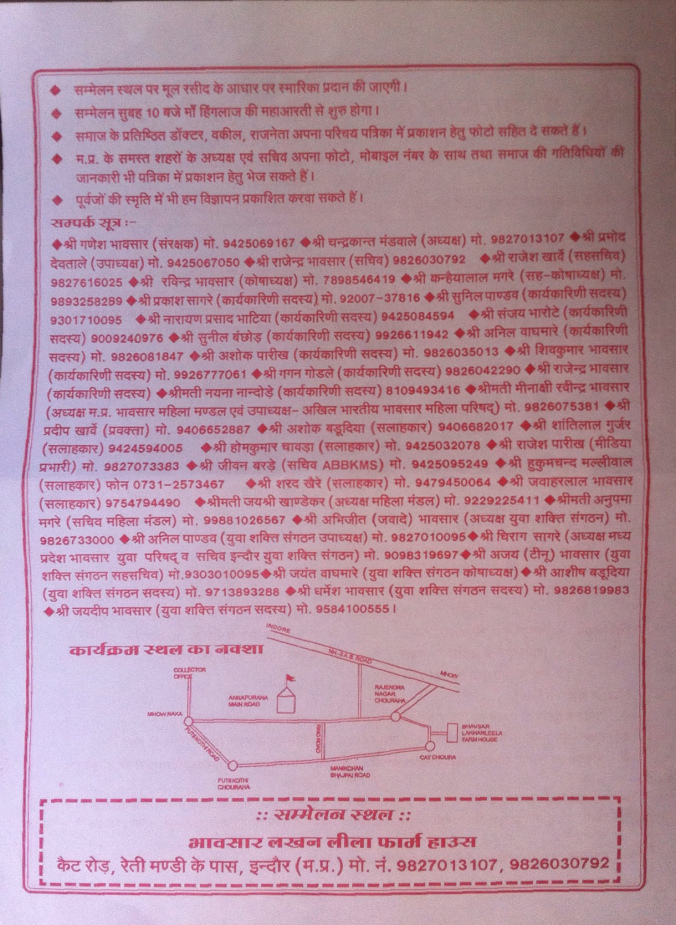 ◆ सम्मेलन स्थल पर मूल रसीद के आधार पर स्मारिका प्रदान की जाएगी।
◆ सम्मेलन सुबह 10 बजे माँ हिंगलाज की महाआरती से शुरु होगा।
◆ समाज के प्रतिष्ठित डॉक्टर, वकील, राजनेता अपना परिचय पत्रिका में प्रकाशन हेतु फोटो सहित दे सकते हैं।
◆ म.प्र. के समस्त शहरों के अध्यक्ष एवं सचिव अपना फोटो, मोबाइल नंबर के साथ तथा समाज की गतिविधियों की
जानकारी भी पत्रिका में प्रकाशन हेतु भेज सकते हैं।
◆ पूर्वजों की स्मृति में भी हम विज्ञापन प्रकाशित करवा सकते हैं।
सम्पर्क सूत्र :-
◆श्री गणेश भावसार (संरक्षक) मो. 9425069167 ◆श्री चन्द्रकान्त मंडवाले (अध्यक्ष) मो. 9827013107 ◆श्री प्रमोद
देवताले (उपाध्यक्ष) मो. 9425067050 ◆श्री राजेन्द्र भावसार (सचिव) 9826030792 ◆श्री राजेश खार्वे (सहसचिव)
9827616025 ◆श्री रविन्द्र भावसार (कोषाध्यक्ष) मो. 7898546419 ◆श्री कन्हैयालाल मगरे (सह-कोषाध्यक्ष) मो.
9893258289 ◆श्री प्रकाश सागरे (कार्यकारिणी सदस्य) मो. 92007-37816 ◆श्री सुनिल पाण्डव (कार्यकारिणी सदस्य)
9301710095 ◆श्री नारायण प्रसाद भाटिया (कार्यकारिणी सदस्य) 9425084594 ◆श्री संजय भारोटे (कार्यकारिणी
सदस्य) 9009240976 ◆श्री सुनील बंछोड़ (कार्यकारिणी सदस्य) 9926611942 ◆श्री अनिल वाघमारे (कार्यकारिणी
सदस्य) मो. 9826081847 ◆श्री अशोक पारीख (कार्यकारिणी सदस्य) मो. 9826035013 ◆श्री शिवकुमार भावसार
(कार्यकारिणी सदस्य) मो. 9926777061 ◆श्री गगन गोडले (कार्यकारिणी सदस्य) 9826042290 ◆श्री राजेन्द्र भावसार
(कार्यकारिणी सदस्य) ◆श्रीमती नयना नान्दोडे (कार्यकारिणी सदस्य) 8109493416 ◆श्रीमती मीनाक्षी रवीन्द्र भावसार
(अध्यक्ष म.प्र. भावसार महिला मण्डल एवं उपाध्यक्ष- अखिल भारतीय भावसार महिला परिषद्) मो. 9826075381 ◆श्री
प्रदीप खार्वे (प्रवक्ता) मो. 9406652887 ◆श्री अशोक बडूदिया (सलाहकार) 9406682017 ◆श्री शांतिलाल गुर्जर
(सलाहकार) 9424594005 ◆श्री होमकुमार चावड़ा (सलाहकार) मो. 9425032078 ◆श्री राजेश पारीख (मीडिया
प्रभारी) मो. 9827073383 ◆श्री जीवन बरड़े (सचिव ABBKMS) मो. 9425095249 ◆श्री हुकुमचन्द मल्लीवाल
(सलाहकार) फोन 0731-2573467 ◆श्री शरद खैरे (सलाहकार) मो. 9479450064 ◆श्री जवाहरलाल भावसार
(सलाहकार) 9754794490 ◆श्रीमती जयश्री खाण्डेकर (अध्यक्ष महिला मंडल) मो. 9229225411 ◆श्रीमती अनुपमा
मगरे (सचिव महिला मंडल) मो. 99881026567 ◆श्री अभिजीत (जवादे) भावसार (अध्यक्ष युवा शक्ति संगठन) मो.
9826733000 ◆श्री अनिल पाण्डव (युवा शक्ति संगठन उपाध्यक्ष) मो. 9827010095 ◆श्री चिराग सागरे (अध्यक्ष मध्य
प्रदेश भावसार युवा परिषद् व सचिव इन्दौर युवा शक्ति संगठन) मो. 9098319697 ◆श्री अजय (टीनू) भावसार (युवा
शक्ति संगठन सहसचिव) मो.9303010095 ◆श्री जयंत वाघमारे (युवा शक्ति संगठन कोषाध्यक्ष) ◆श्री आशीष बडूदिया
(युवा शक्ति संगठन सदस्य) मो. 9713893288 ◆श्री धर्मेश भावसार (युवा शक्ति संगठन सदस्य) मो. 9826819983
◆श्री जयदीप भावसार (युवा शक्ति संगठन सदस्य) मो. 9584100555।
कार्यक्रम स्थल का नक्शा
INDORE
NH-3 A.B. ROAD
MHOW
COLLECTOR
OFFICE
ANNAPURANA
MAIN ROAD
RAJENDRA
NAGAR
CHOURAHA
MHOW NAKA
FUTIKOTHI ROAD
RING ROAD
BHAVSAR
LAKHANLEELA
FARM HOUSE
CAT CHOURA
FUTIKOTHI
CHOURAHA
MANIKCHAN
BHAJPAI ROAD
:: सम्मेलन स्थल ::
भावसार लखन लीला फार्म हाउस
कैट रोड़, रेती मण्डी के पास, इन्दौर (म.प्र.) मो. नं. 9827013107, 9826030792